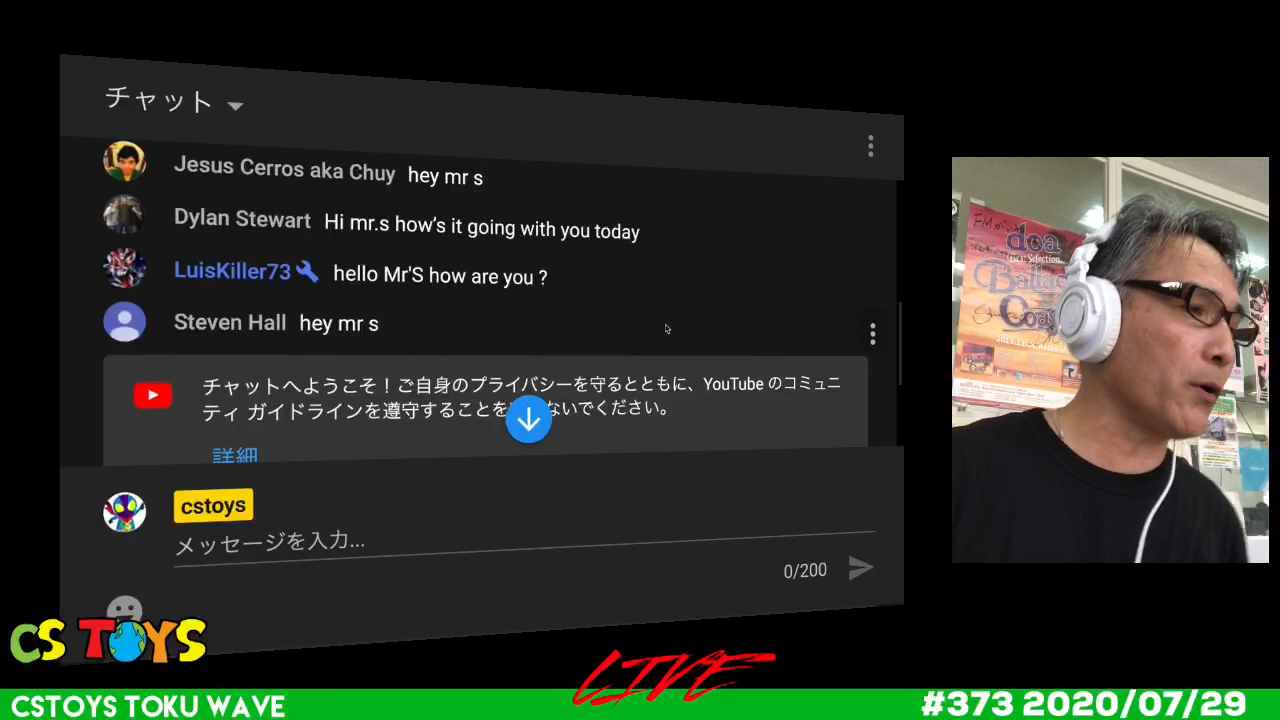 チャット
Jesus Cerros aka Chuy hey mr s
Dylan Stewart Hi mr.s how's it going with you today
LuisKiller73 hello Mr'S how are you ?
Steven Hall hey mr s
チャットへようこそ！ご自身のプライバシーを守るとともに、YouTube のコミュニ
ティ ガイドラインを遵守することを
ないでください。
詳細
cstoys
メッセージを入力...
0/200
doa
Best Selection
Ballad
Coast
CS TOYS
LIVE
CSTOYS TOKU WAVE
#373 2020/07/29